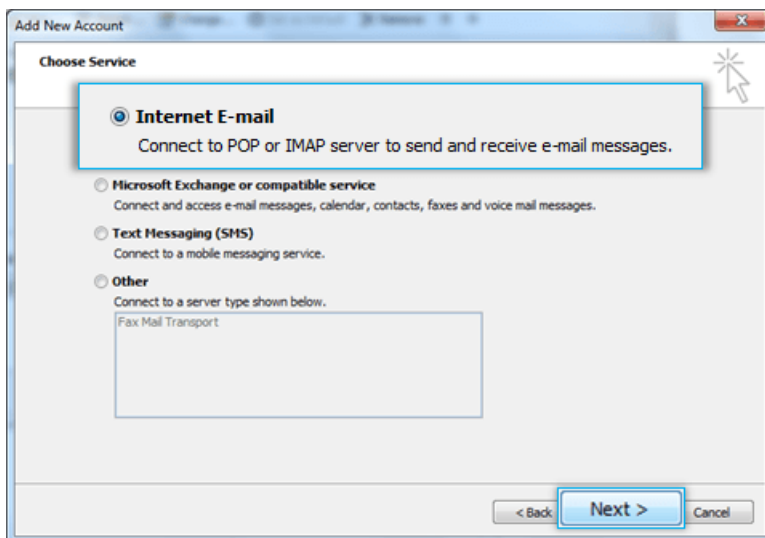 Add New Account
Choose Service
Internet E-mail
Connect to POP or IMAP server to send and receive e-mail messages.
Microsoft Exchange or compatible service
Connect and access e-mail messages, calendar, contacts, faxes and voice mail messages.
Text Messaging (SMS)
Connect to a mobile messaging service.
Other
Connect to a server type shown below.
Fax Mail Transport
< Back Next > Cancel